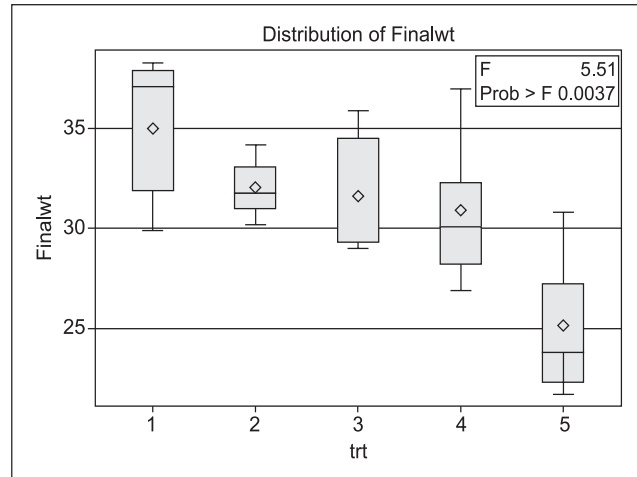 Distribution of Finalwt
F 5.51
Prob > F 0.0037
Finalwt
35
30
25
1 2 3 4 5
trt